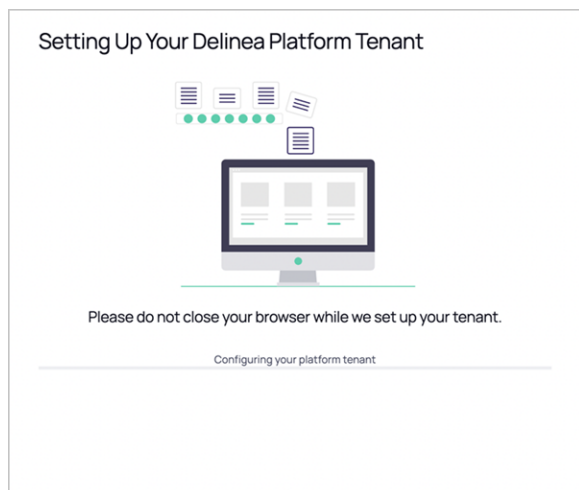 Setting Up Your Delinea Platform Tenant
Please do not close your browser while we set up your tenant.
Configuring your platform tenant